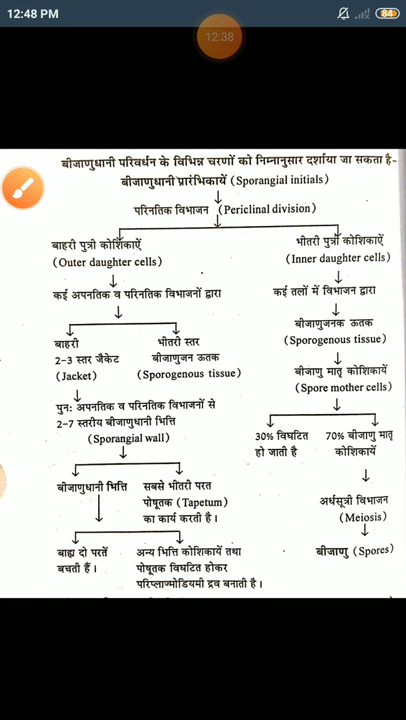 12:48 PM
84
12:38
बीजाणुधानी परिवर्धन के विभिन्न चरणों को निम्नानुसार दर्शाया जा सकता है-
बीजाणुधानी प्रारंभिकायें (Sporangial initials)
परिनतिक विभाजन (Periclinal division)
बाहरी पुत्री कोशिकाऐं
(Outer daughter cells)
कई अपनतिक व परिनतिक विभाजनों द्वारा
बाहरी
2-3 स्तर जैकेट
(Jacket)
भीतरी स्तर
बीजाणुजन ऊतक
(Sporogenous tissue)
पुनः अपनतिक व परिनतिक विभाजनों से
2-7 स्तरीय बीजाणुधानी भित्ति
(Sporangial wall)
बीजाणुधानी भित्ति
सबसे भीतरी परत
पोषूतक (Tapetum)
का कार्य करती है।
बाह्य दो परतें
बचती हैं।
अन्य भित्ति कोशिकायें तथा
पोषूतक विघटित होकर
परिप्लाज्मोडियमी द्रव बनाती है।
भीतरी पुत्री कोशिकाऐं
(Inner daughter cells)
कई तलों में विभाजन द्वारा
बीजाणुजनक ऊतक
(Sporogenous tissue)
बीजाणु मातृ कोशिकायें
(Spore mother cells)
30% विघटित
हो जाती है
70% बीजाणु मातृ
कोशिकायें
अर्धसूत्री विभाजन
(Meiosis)
बीजाणु (Spores)